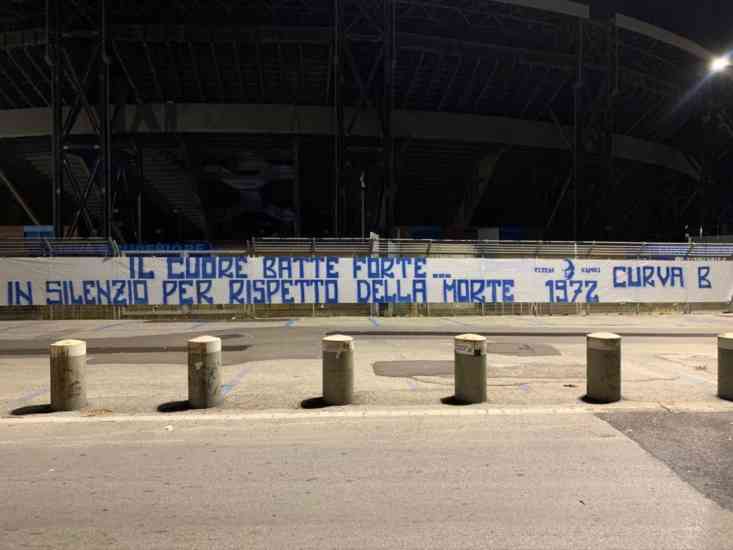 IL CUORE BATTE FORTE...
IN SILENZIO PER RISPETTO DELLA MORTE
1972
CURVA B